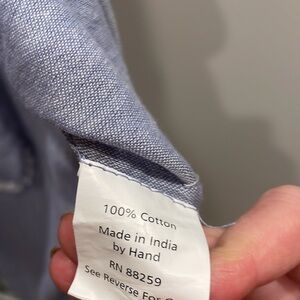 100% Cotton
Made in India
by Hand
RN 88259
See Reverse For